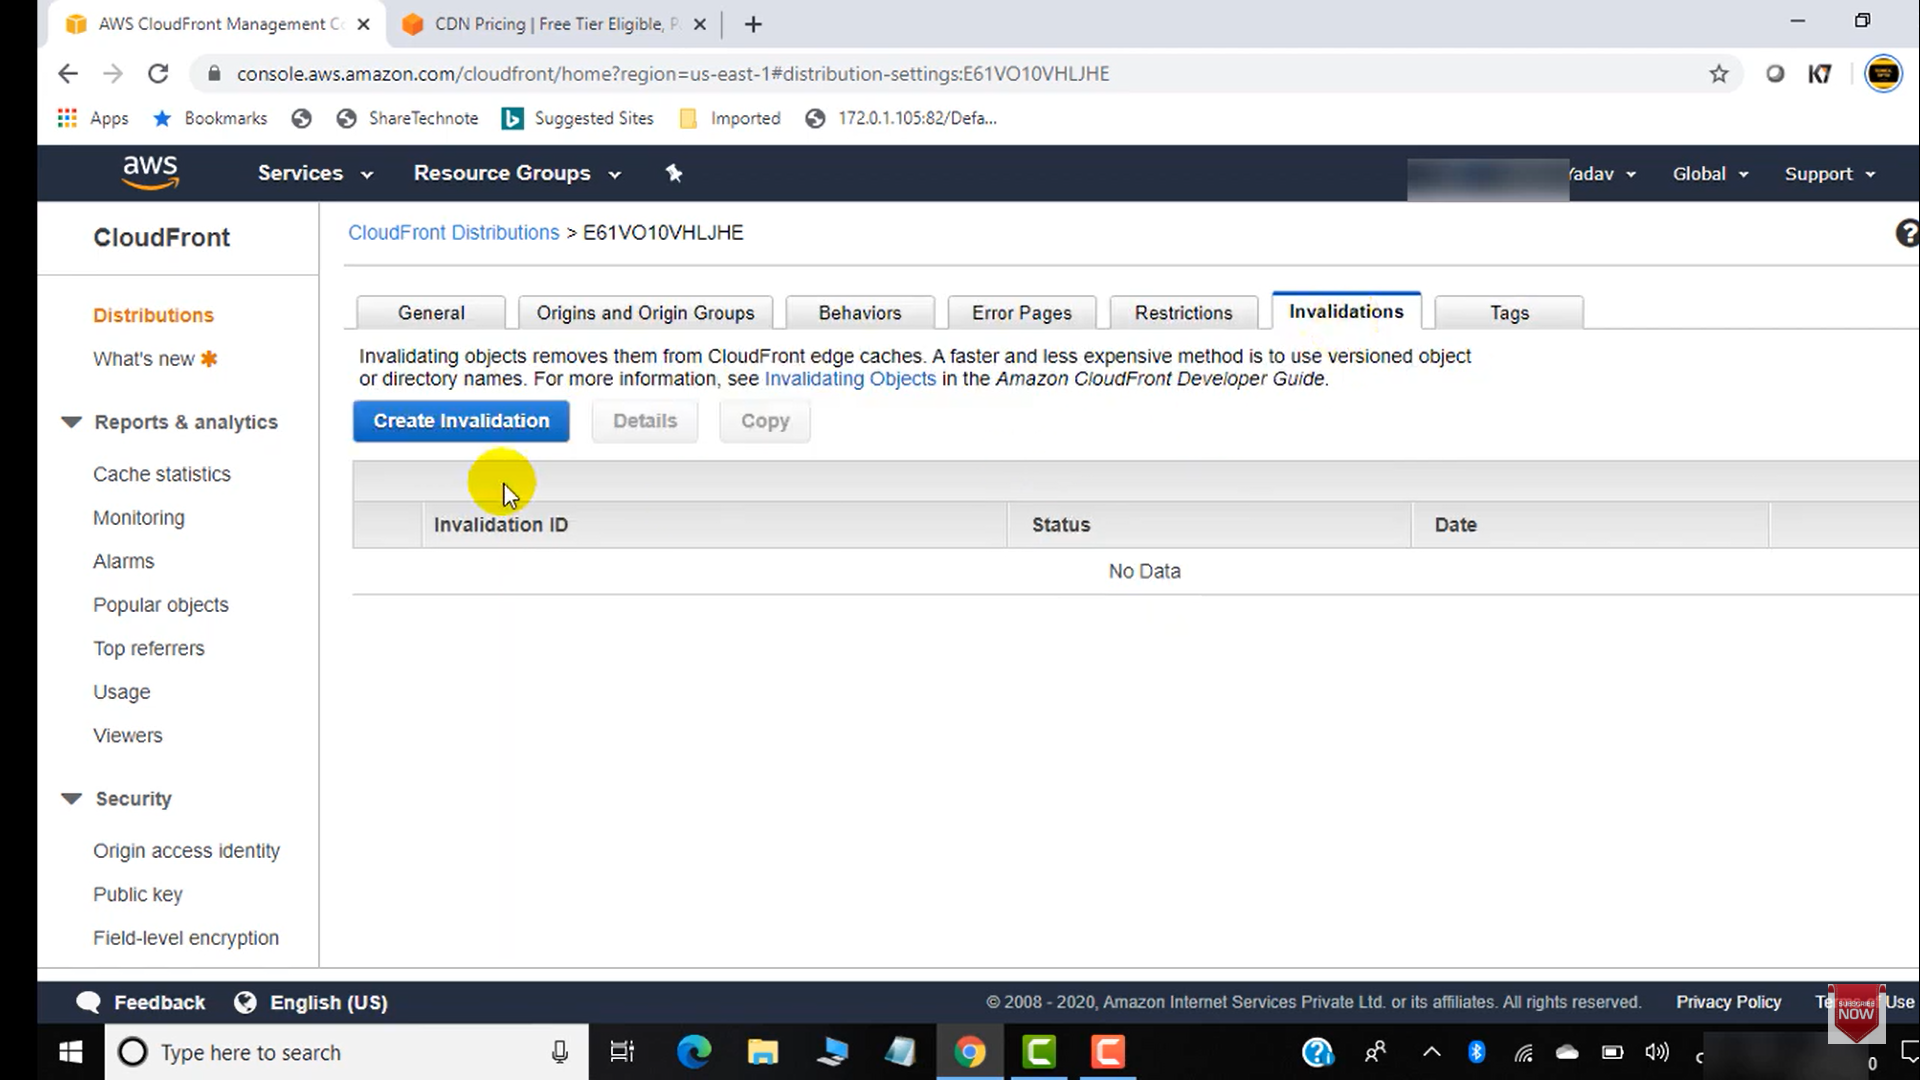 AWS CloudFront Management Co
CDN Pricing | Free Tier Eligible, P
console.aws.amazon.com/cloudfront/home?region=us-east-1#distribution-settings:E61VO10VHLJHE
K7
Apps
Bookmarks
ShareTechnote
Suggested Sites
Imported
172.0.1.105:82/Defa...
aws
Services
Resource Groups
Yadav
Global
Support
CloudFront
CloudFront Distributions > E61VO10VHLJHE
Distributions
What's new
Reports & analytics
Cache statistics
Monitoring
Alarms
Popular objects
Top referrers
Usage
Viewers
Security
Origin access identity
Public key
Field-level encryption
General
Origins and Origin Groups
Behaviors
Error Pages
Restrictions
Invalidations
Tags
Invalidating objects removes them from CloudFront edge caches. A faster and less expensive method is to use versioned object
or directory names. For more information, see Invalidating Objects in the Amazon CloudFront Developer Guide.
Create Invalidation
Details
Copy
Invalidation ID
Status
Date
No Data
Feedback
English (US)
© 2008 - 2020, Amazon Internet Services Private Ltd. or its affiliates. All rights reserved.
Privacy Policy
Terms of Use
SUBSCRIBE
NOW
Type here to search